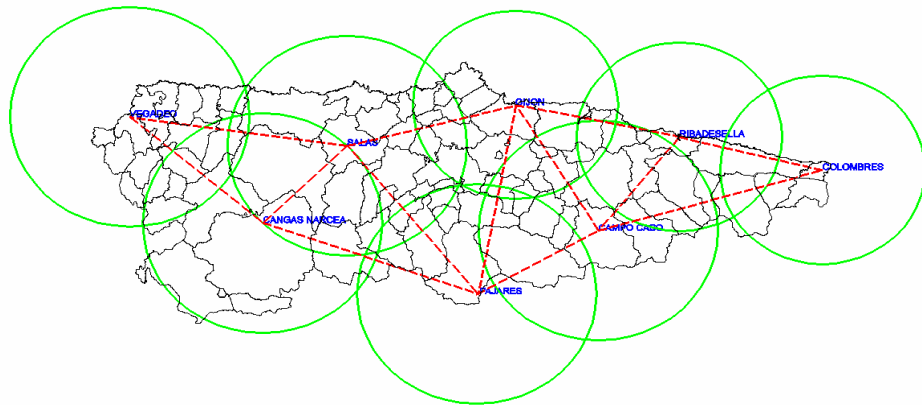 GIJON
VEGADEO
RIBADESELLA
SALAS
COLOMBRES
CANGAS NARCEA
CAMPO CASO
PAJARES